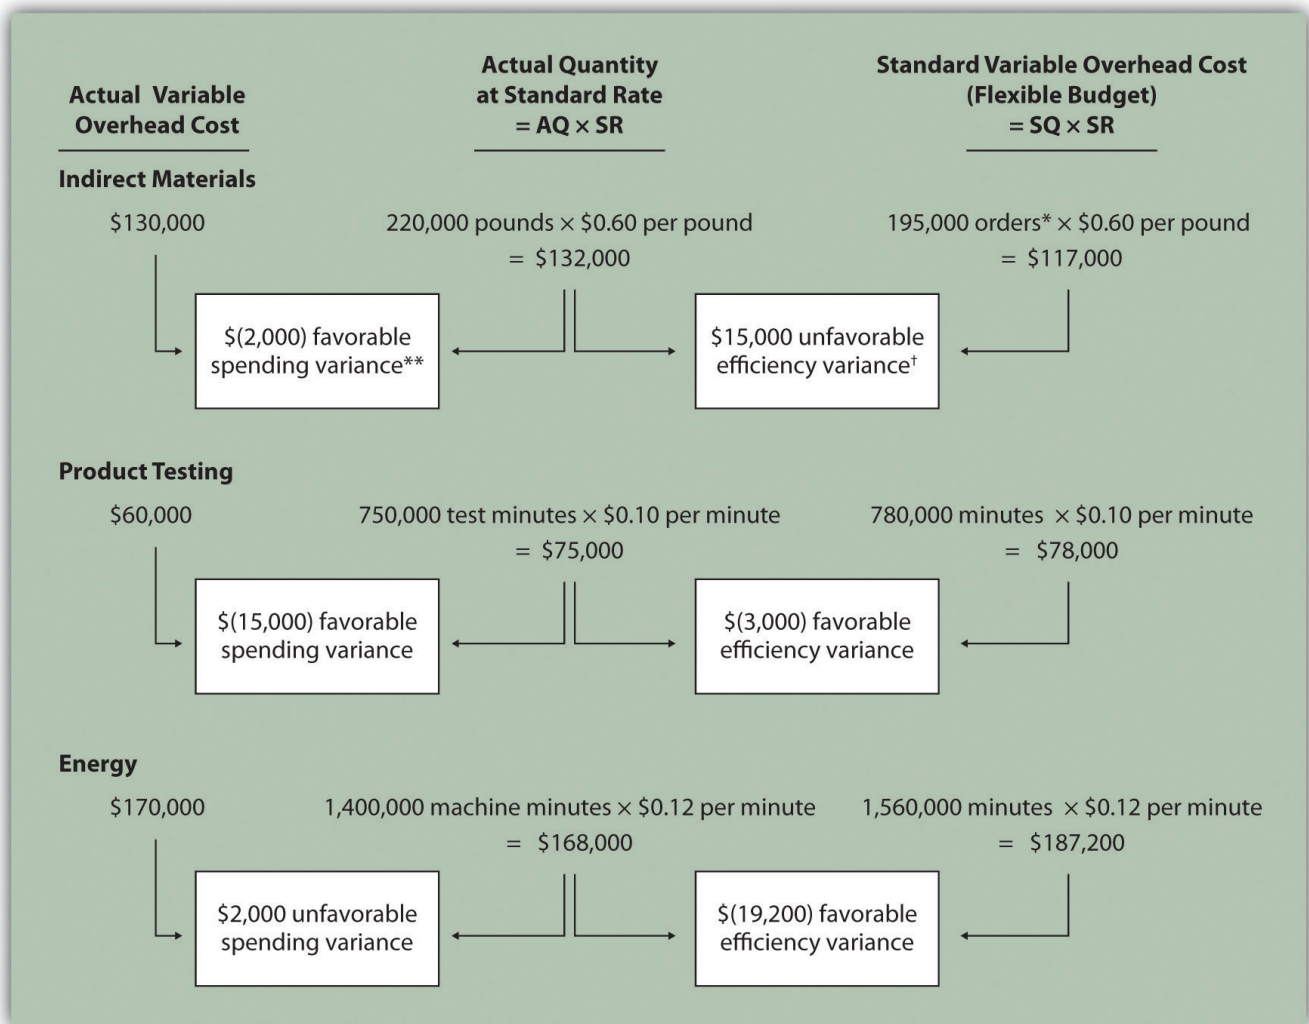 Actual Variable
Overhead Cost
Actual Quantity
at Standard Rate
= AQ × SR
Standard Variable Overhead Cost
(Flexible Budget)
= SQ × SR
Indirect Materials
$130,000
220,000 pounds × $0.60 per pound
= $132,000
195,000 orders* × $0.60 per pound
= $117,000
$(2,000) favorable
spending variance**
$15,000 unfavorable
efficiency variance†
Product Testing
$60,000
750,000 test minutes × $0.10 per minute
= $75,000
780,000 minutes × $0.10 per minute
= $78,000
$(15,000) favorable
spending variance
$(3,000) favorable
efficiency variance
Energy
$170,000
1,400,000 machine minutes × $0.12 per minute
= $168,000
1,560,000 minutes × $0.12 per minute
= $187,200
$2,000 unfavorable
spending variance
$(19,200) favorable
efficiency variance